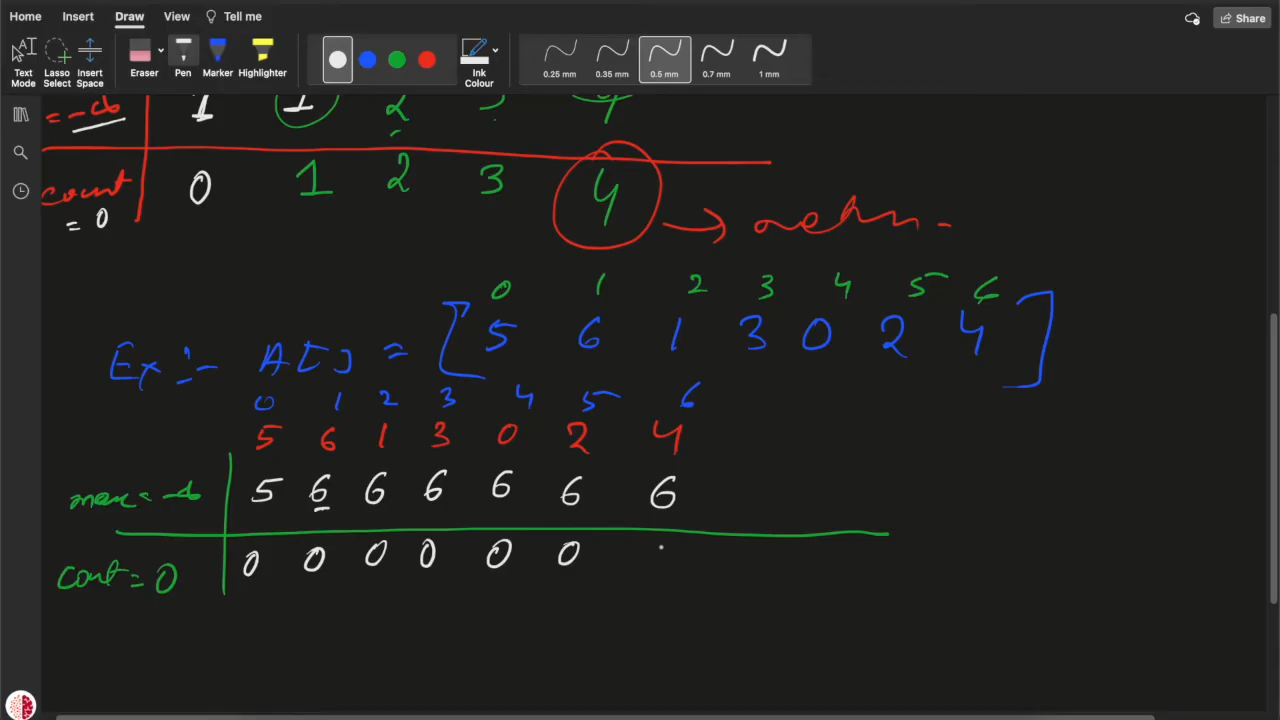 Home Insert Draw View Tell me Share
Text Mode Lasso Select Insert Space Eraser Pen Marker Highlighter Ink Colour 0.25 mm 0.35 mm 0.5 mm 0.7 mm 1 mm
1 1 2 3 4
count = 0 0 1 2 3 4 → return
0 1 2 3 4 5 6
Ex :- A[] = [ 5 6 1 3 0 2 4 ]
0 1 2 3 4 5 6
5 6 1 3 0 2 4
5 6 6 6 6 6 6
cout = 0 0 0 0 0 0 0